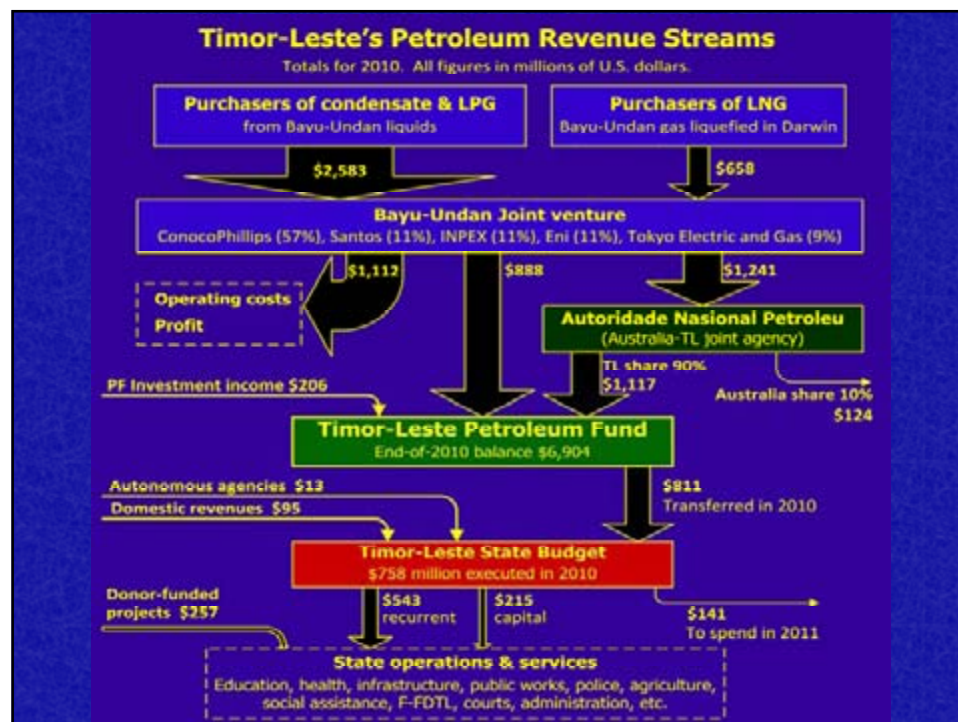 Timor-Leste's Petroleum Revenue Streams
Totals for 2010. All figures in millions of U.S. dollars.
Purchasers of condensate & LPG
from Bayu-Undan liquids
Purchasers of LNG
Bayu-Undan gas liquefied in Darwin
$2,583
$658
Bayu-Undan Joint venture
ConocoPhillips (57%), Santos (11%), INPEX (11%), Eni (11%), Tokyo Electric and Gas (9%)
$1,112
$888
$1,241
Operating costs
Profit
Autoridade Nasional Petroleu
(Australia-TL joint agency)
TL share 90%
$1,117
Australia share 10%
$124
PF Investment income $206
Timor-Leste Petroleum Fund
End-of-2010 balance $6,904
Autonomous agencies $13
Domestic revenues $95
$811
Transferred in 2010
Timor-Leste State Budget
$758 million executed in 2010
Donor-funded
projects $257
$543
recurrent
$215
capital
$141
To spend in 2011
State operations & services
Education, health, infrastructure, public works, police, agriculture,
social assistance, F-FDTL, courts, administration, etc.